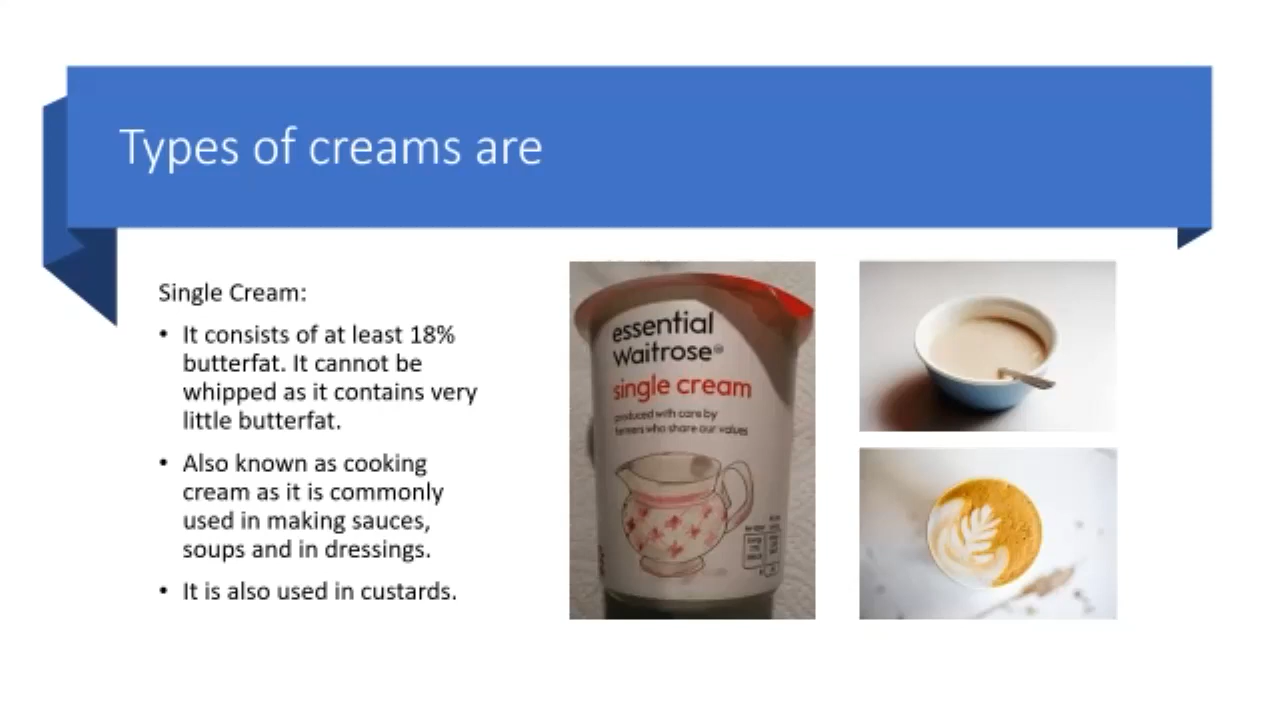 Types of creams are
Single Cream:
• It consists of at least 18%
butterfat. It cannot be
whipped as it contains very
little butterfat.
• Also known as cooking
cream as it is commonly
used in making sauces,
soups and in dressings.
• It is also used in custards.
essential
Waitrose
single cream
produced with care by
farmers who share our values